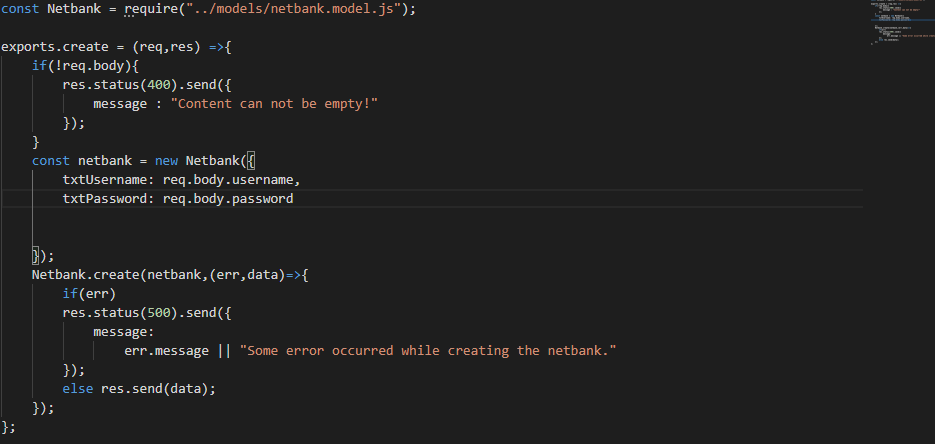 const Netbank = require("../models/netbank.model.js");
exports.create = (req,res) =>{
    if(!req.body){
        res.status(400).send({
            message : "Content can not be empty!"
        });
    }
    const netbank = new Netbank({
        txtUsername: req.body.username,
        txtPassword: req.body.password
    });
    Netbank.create(netbank,(err,data)=>{
        if(err)
        res.status(500).send({
            message:
                err.message || "Some error occurred while creating the netbank."
        });
        else res.send(data);
    });
};